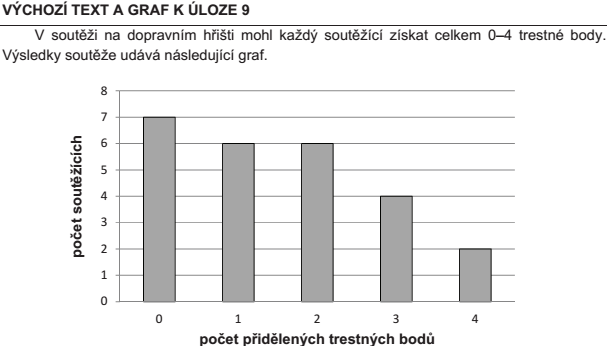 VÝCHOZÍ TEXT A GRAF K ÚLOZE 9
V soutěži na dopravním hřišti mohl každý soutěžící získat celkem 0–4 trestné body.
Výsledky soutěže udává následující graf.
počet soutěžících
8
7
6
5
4
3
2
1
0
0 1 2 3 4
počet přidělených trestných bodů